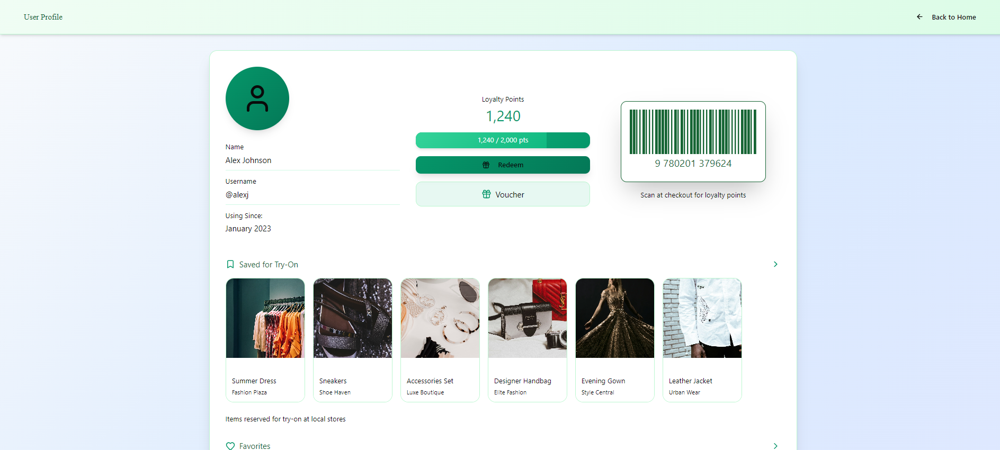 User Profile
Back to Home
Name
Alex Johnson
Username
@alexj
Using Since:
January 2023
Loyalty Points
1,240
1,240 / 2,000 pts
Redeem
Voucher
9 780201 379624
Scan at checkout for loyalty points
Saved for Try-On
Summer Dress
Fashion Plaza
Sneakers
Shoe Haven
Accessories Set
Luxe Boutique
Designer Handbag
Elite Fashion
Evening Gown
Style Central
Leather Jacket
Urban Wear
Items reserved for try-on at local stores
Favorites